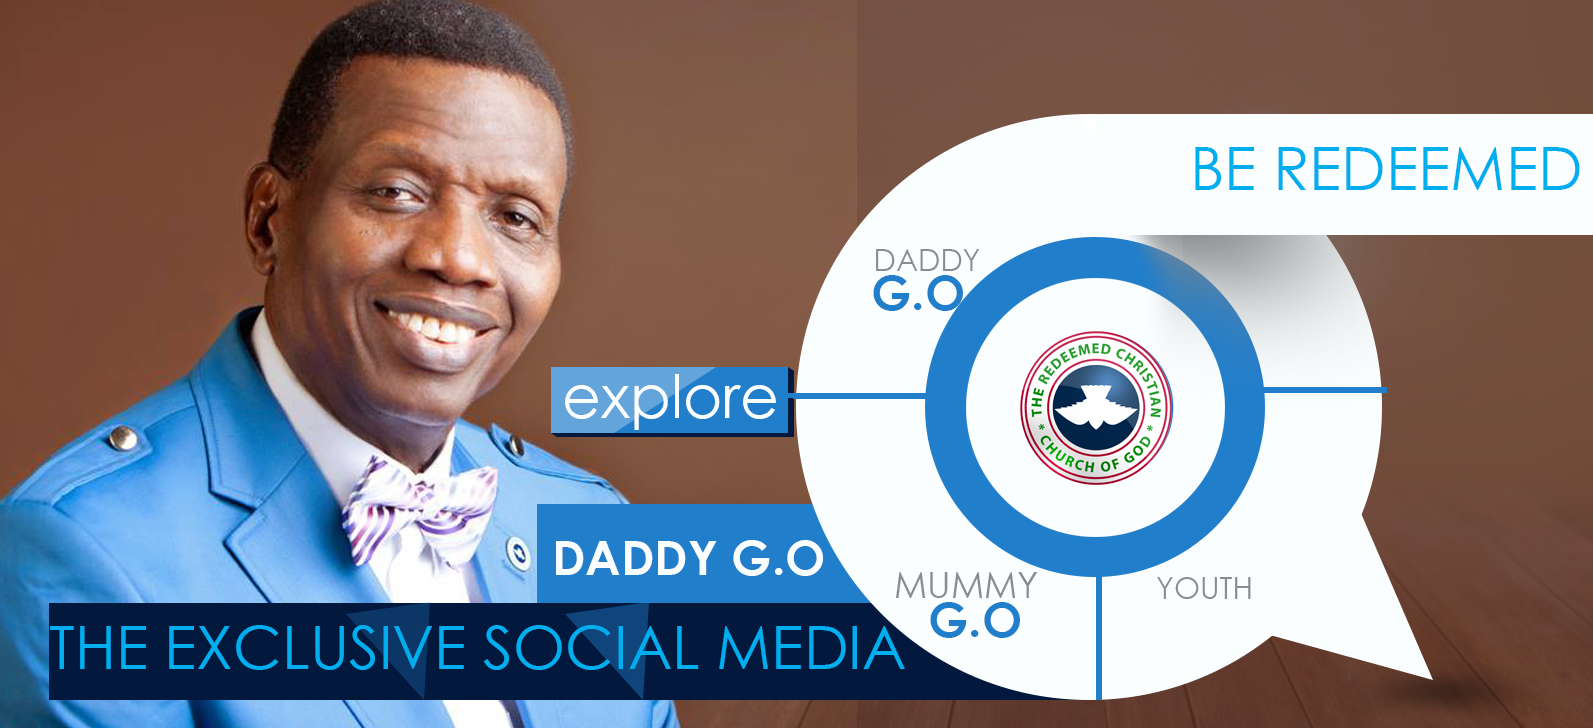 BE REDEEMED
DADDY
G.O
explore
THE REDEEMED CHRISTIAN
* CHURCH OF GOD *
DADDY G.O
MUMMY
G.O
YOUTH
THE EXCLUSIVE SOCIAL MEDIA